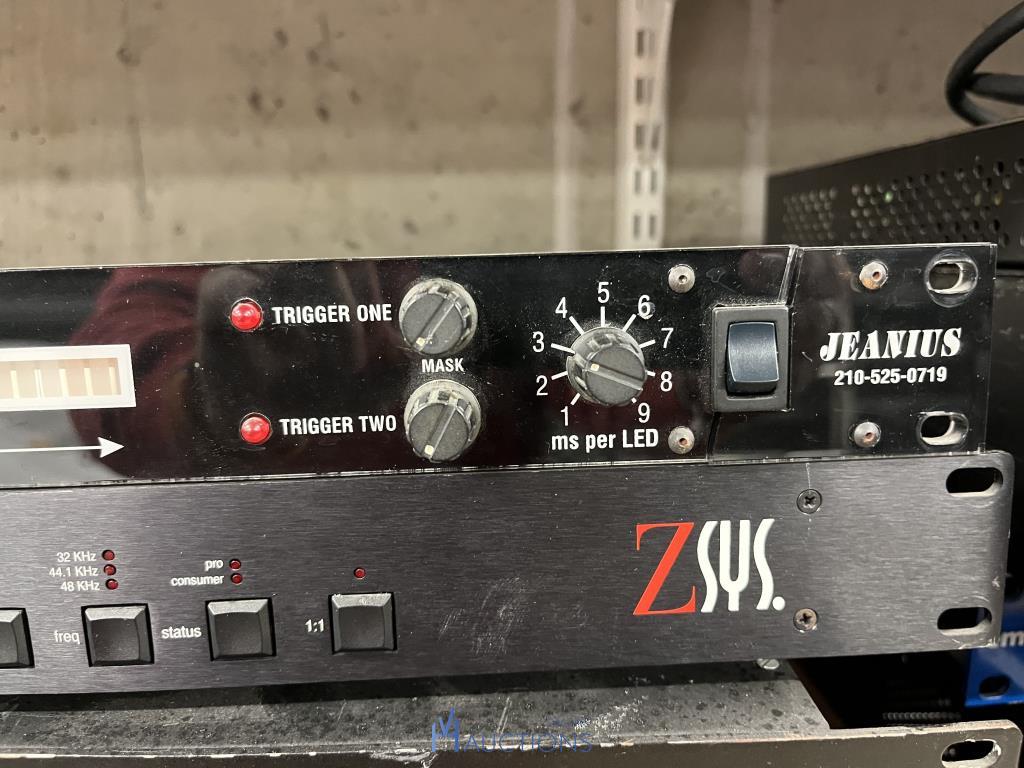 TRIGGER ONE
MASK
TRIGGER TWO
1 2 3 4 5 6 7 8 9
ms per LED
JEANIUS
210-525-0719
32 KHz
44.1 KHz
48 KHz
freq
pro
consumer
status
1:1
ZSYS.
m
AUCTIONS